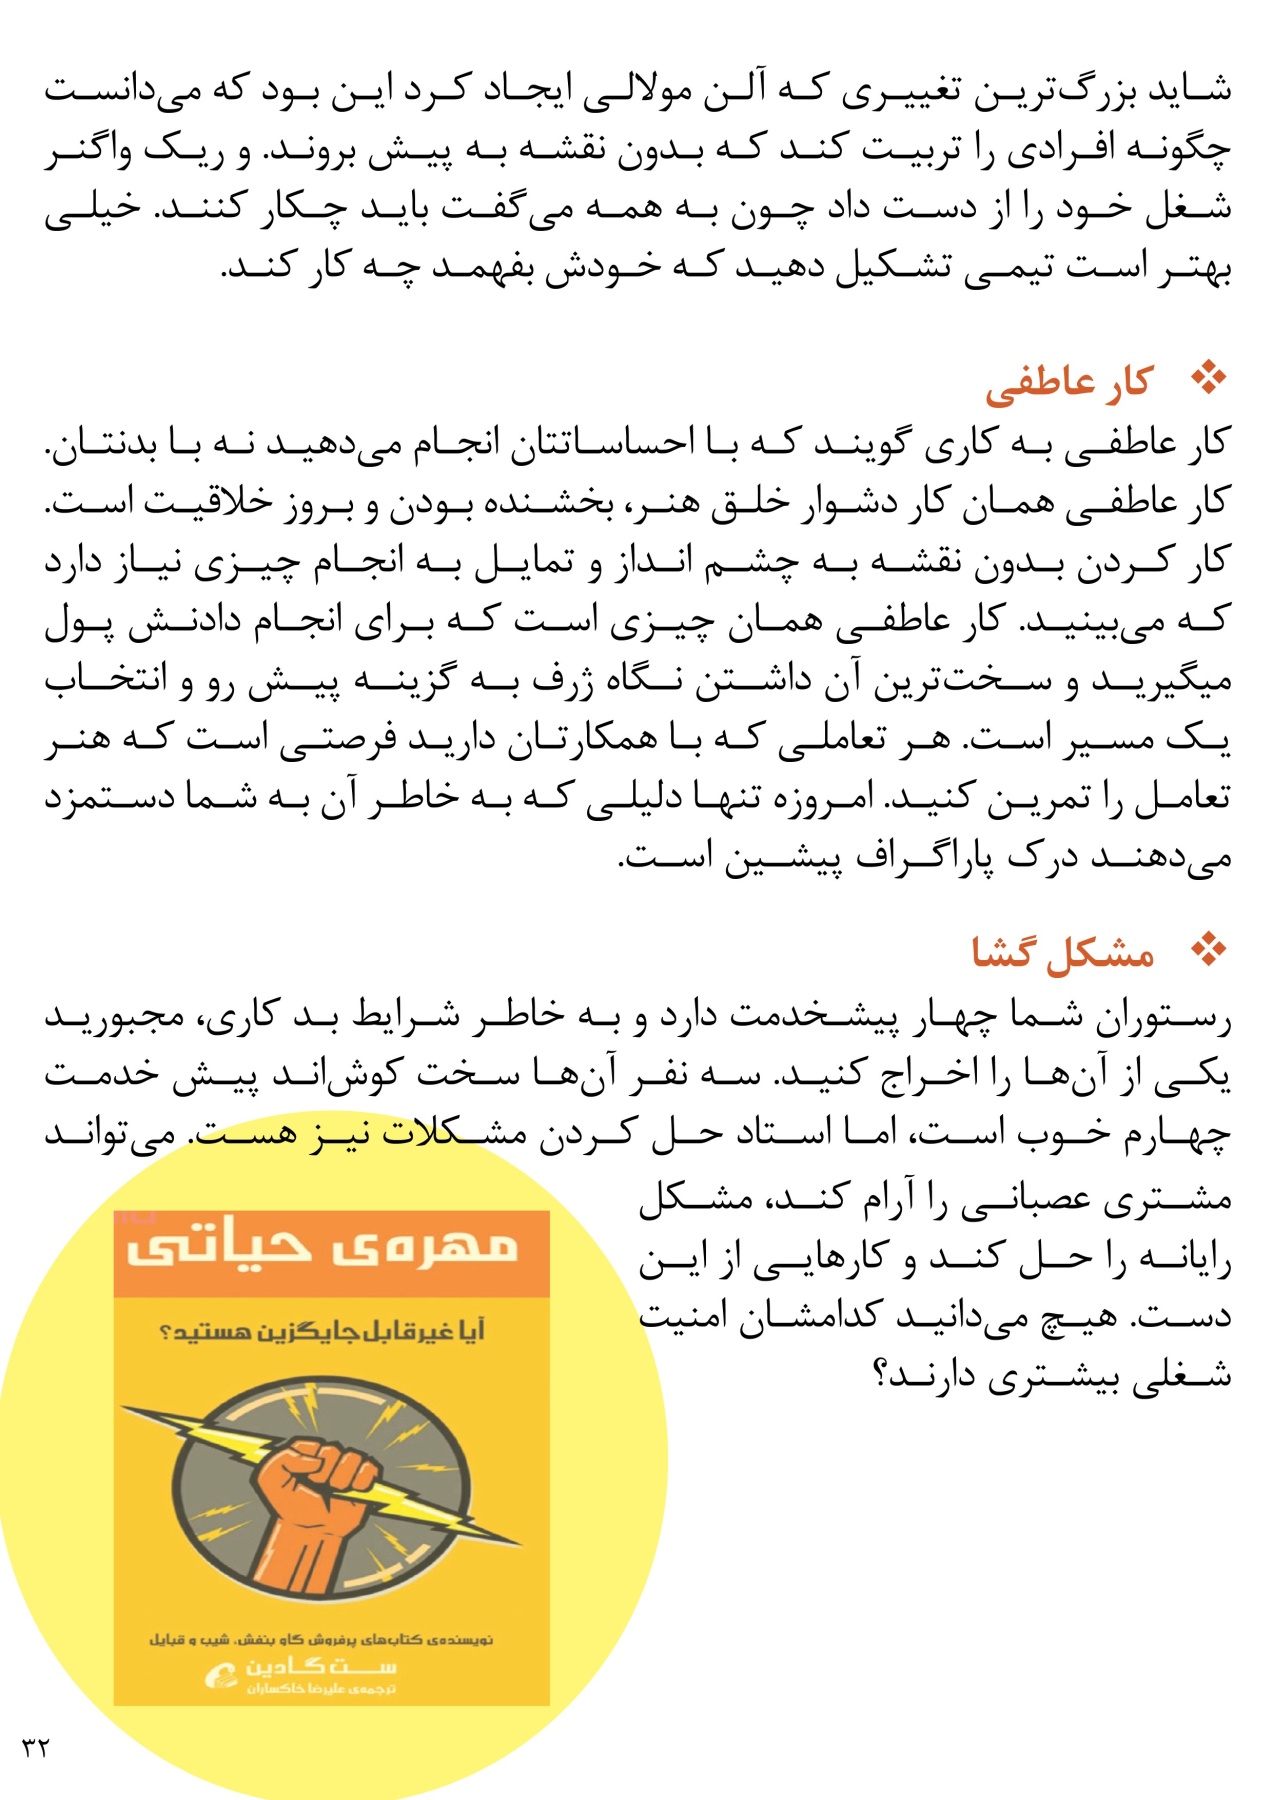 شاید بزرگ‌ترین تغییری که آلن مولالی ایجاد کرد این بود که می‌دانست
چگونه افرادی را تربیت کند که بدون نقشه به پیش بروند. و ریک واگنر
شغل خود را از دست داد چون به همه می‌گفت باید چکار کنند. خیلی
بهتر است تیمی تشکیل دهید که خودش بفهمد چه کار کند.
❖ کار عاطفی
کار عاطفی به کاری گویند که با احساساتتان انجام می‌دهید نه با بدنتان.
کار عاطفی همان کار دشوار خلق هنر، بخشنده بودن و بروز خلاقیت است.
کار کردن بدون نقشه به چشم انداز و تمایل به انجام چیزی نیاز دارد
که می‌بینید. کار عاطفی همان چیزی است که برای انجام دادنش پول
میگیرید و سخت‌ترین آن داشتن نگاه ژرف به گزینه پیش رو و انتخاب
یک مسیر است. هر تعاملی که با همکارتان دارید فرصتی است که هنر
تعامل را تمرین کنید. امروزه تنها دلیلی که به خاطر آن به شما دستمزد
می‌دهند درک پاراگراف پیشین است.
❖ مشکل گشا
رستوران شما چهار پیشخدمت دارد و به خاطر شرایط بد کاری، مجبورید
یکی از آن‌ها را اخراج کنید. سه نفر آن‌ها سخت کوش‌اند پیش خدمت
چهارم خوب است، اما استاد حل کردن مشکلات نیز هست. می‌تواند
مشتری عصبانی را آرام کند، مشکل
رایانه را حل کند و کارهایی از این
دست. هیچ می‌دانید کدامشان امنیت
شغلی بیشتری دارند؟
مهره‌ی حیاتی
آیا غیرقابل جایگزین هستید؟
نویسنده‌ی کتاب‌های پرفروش گاو بنفش، شیب و قبایل
ست گادین
ترجمه‌ی علیرضا خاکساران
۳۲